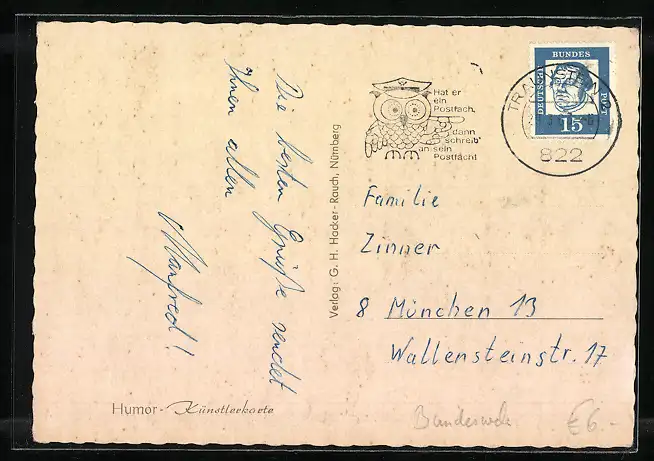 Die besten Grüße sendet
Ihnen allen
Manfred!
Humor-Künstlerkarte
Verlag: G. H. Hacker-Rauch, Nürnberg
Hat er
ein
Postfach,
dann
schreib'
an sein
Postfach!
DEUTSCHE
BUNDES
POST
15
TRAUNSTEIN
822
Familie
Zinner
8 München 13
Wallensteinstr. 17
€ 6.-